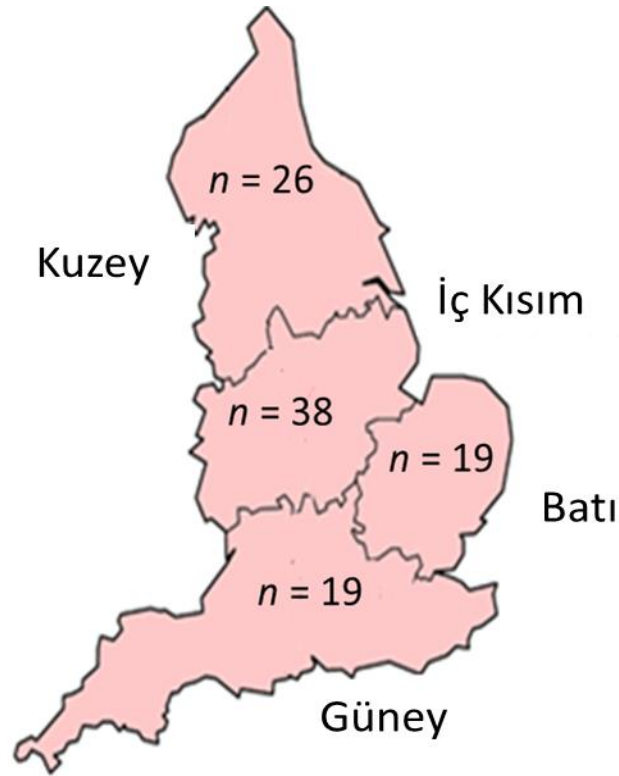 n = 26
Kuzey
İç Kısım
n = 38
n = 19
Batı
n = 19
Güney